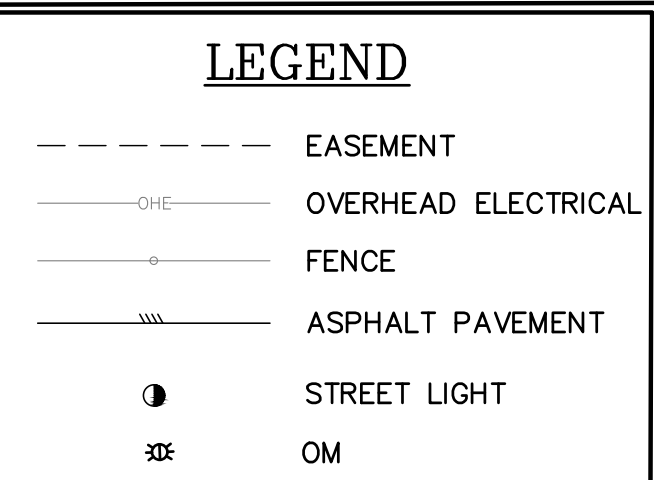 LEGEND
EASEMENT
OHE OVERHEAD ELECTRICAL
FENCE
ASPHALT PAVEMENT
STREET LIGHT
OM